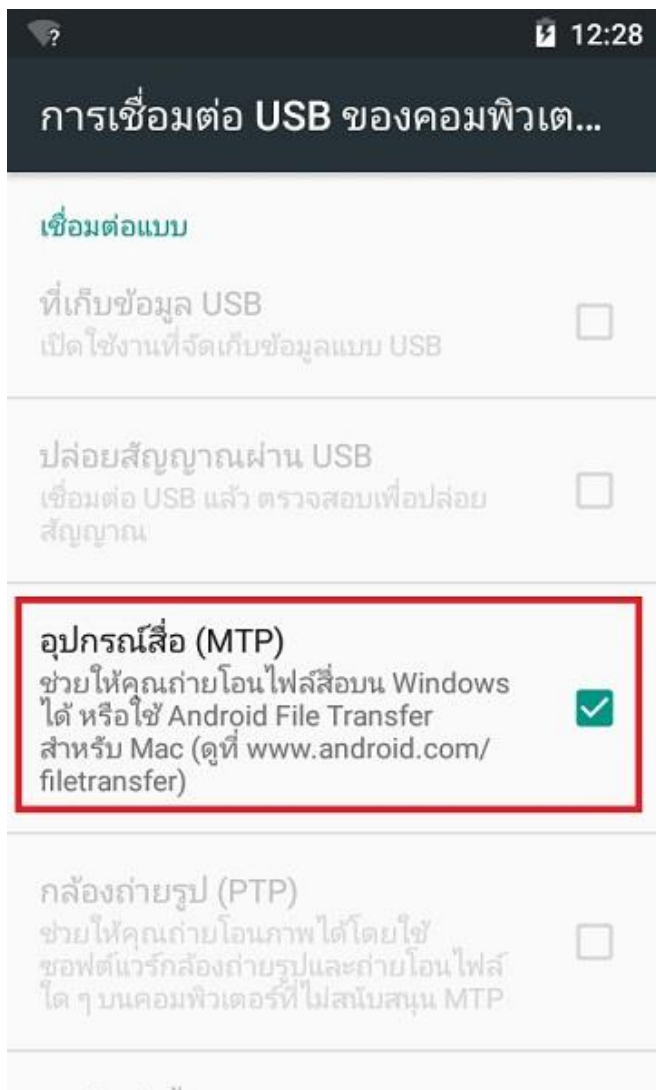 12:28
การเชื่อมต่อ USB ของคอมพิวเต...
เชื่อมต่อแบบ
ที่เก็บข้อมูล USB
เปิดใช้งานที่จัดเก็บข้อมูลแบบ USB
ปล่อยสัญญาณผ่าน USB
เชื่อมต่อ USB แล้ว ตรวจสอบเพื่อปล่อย
สัญญาณ
อุปกรณ์สื่อ (MTP)
ช่วยให้คุณถ่ายโอนไฟล์สื่อบน Windows
ได้ หรือใช้ Android File Transfer
สำหรับ Mac (ดูที่ www.android.com/
filetransfer)
กล้องถ่ายรูป (PTP)
ช่วยให้คุณถ่ายโอนภาพได้โดยใช้
ซอฟต์แวร์กล้องถ่ายรูปและถ่ายโอนไฟล์
ใด ๆ บนคอมพิวเตอร์ที่ไม่สนับสนุน MTP